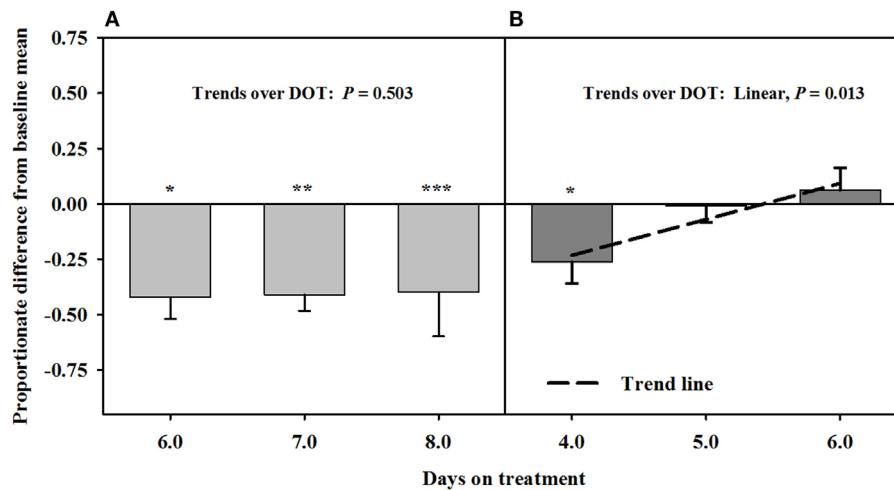 A
B
Proportionate difference from baseline mean
0.75
0.50
0.25
0.00
-0.25
-0.50
-0.75
Trends over DOT: P = 0.503
Trends over DOT: Linear, P = 0.013
* ** ***
*
Trend line
6.0 7.0 8.0
4.0 5.0 6.0
Days on treatment